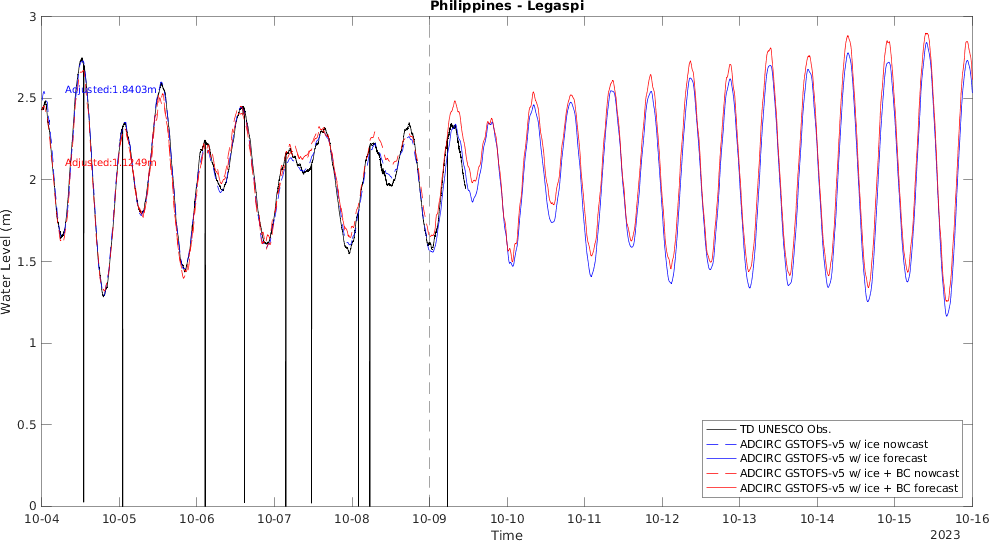 Philippines - Legaspi
3
2.5
2
1.5
1
0.5
0
Water Level (m)
Adjusted:1.8403m
Adjusted:1.1249m
TD UNESCO Obs.
ADCIRC GSTOFS-v5 w/ ice nowcast
ADCIRC GSTOFS-v5 w/ ice forecast
ADCIRC GSTOFS-v5 w/ ice + BC nowcast
ADCIRC GSTOFS-v5 w/ ice + BC forecast
10-04 10-05 10-06 10-07 10-08 10-09 10-10 10-11 10-12 10-13 10-14 10-15 10-16
Time
2023